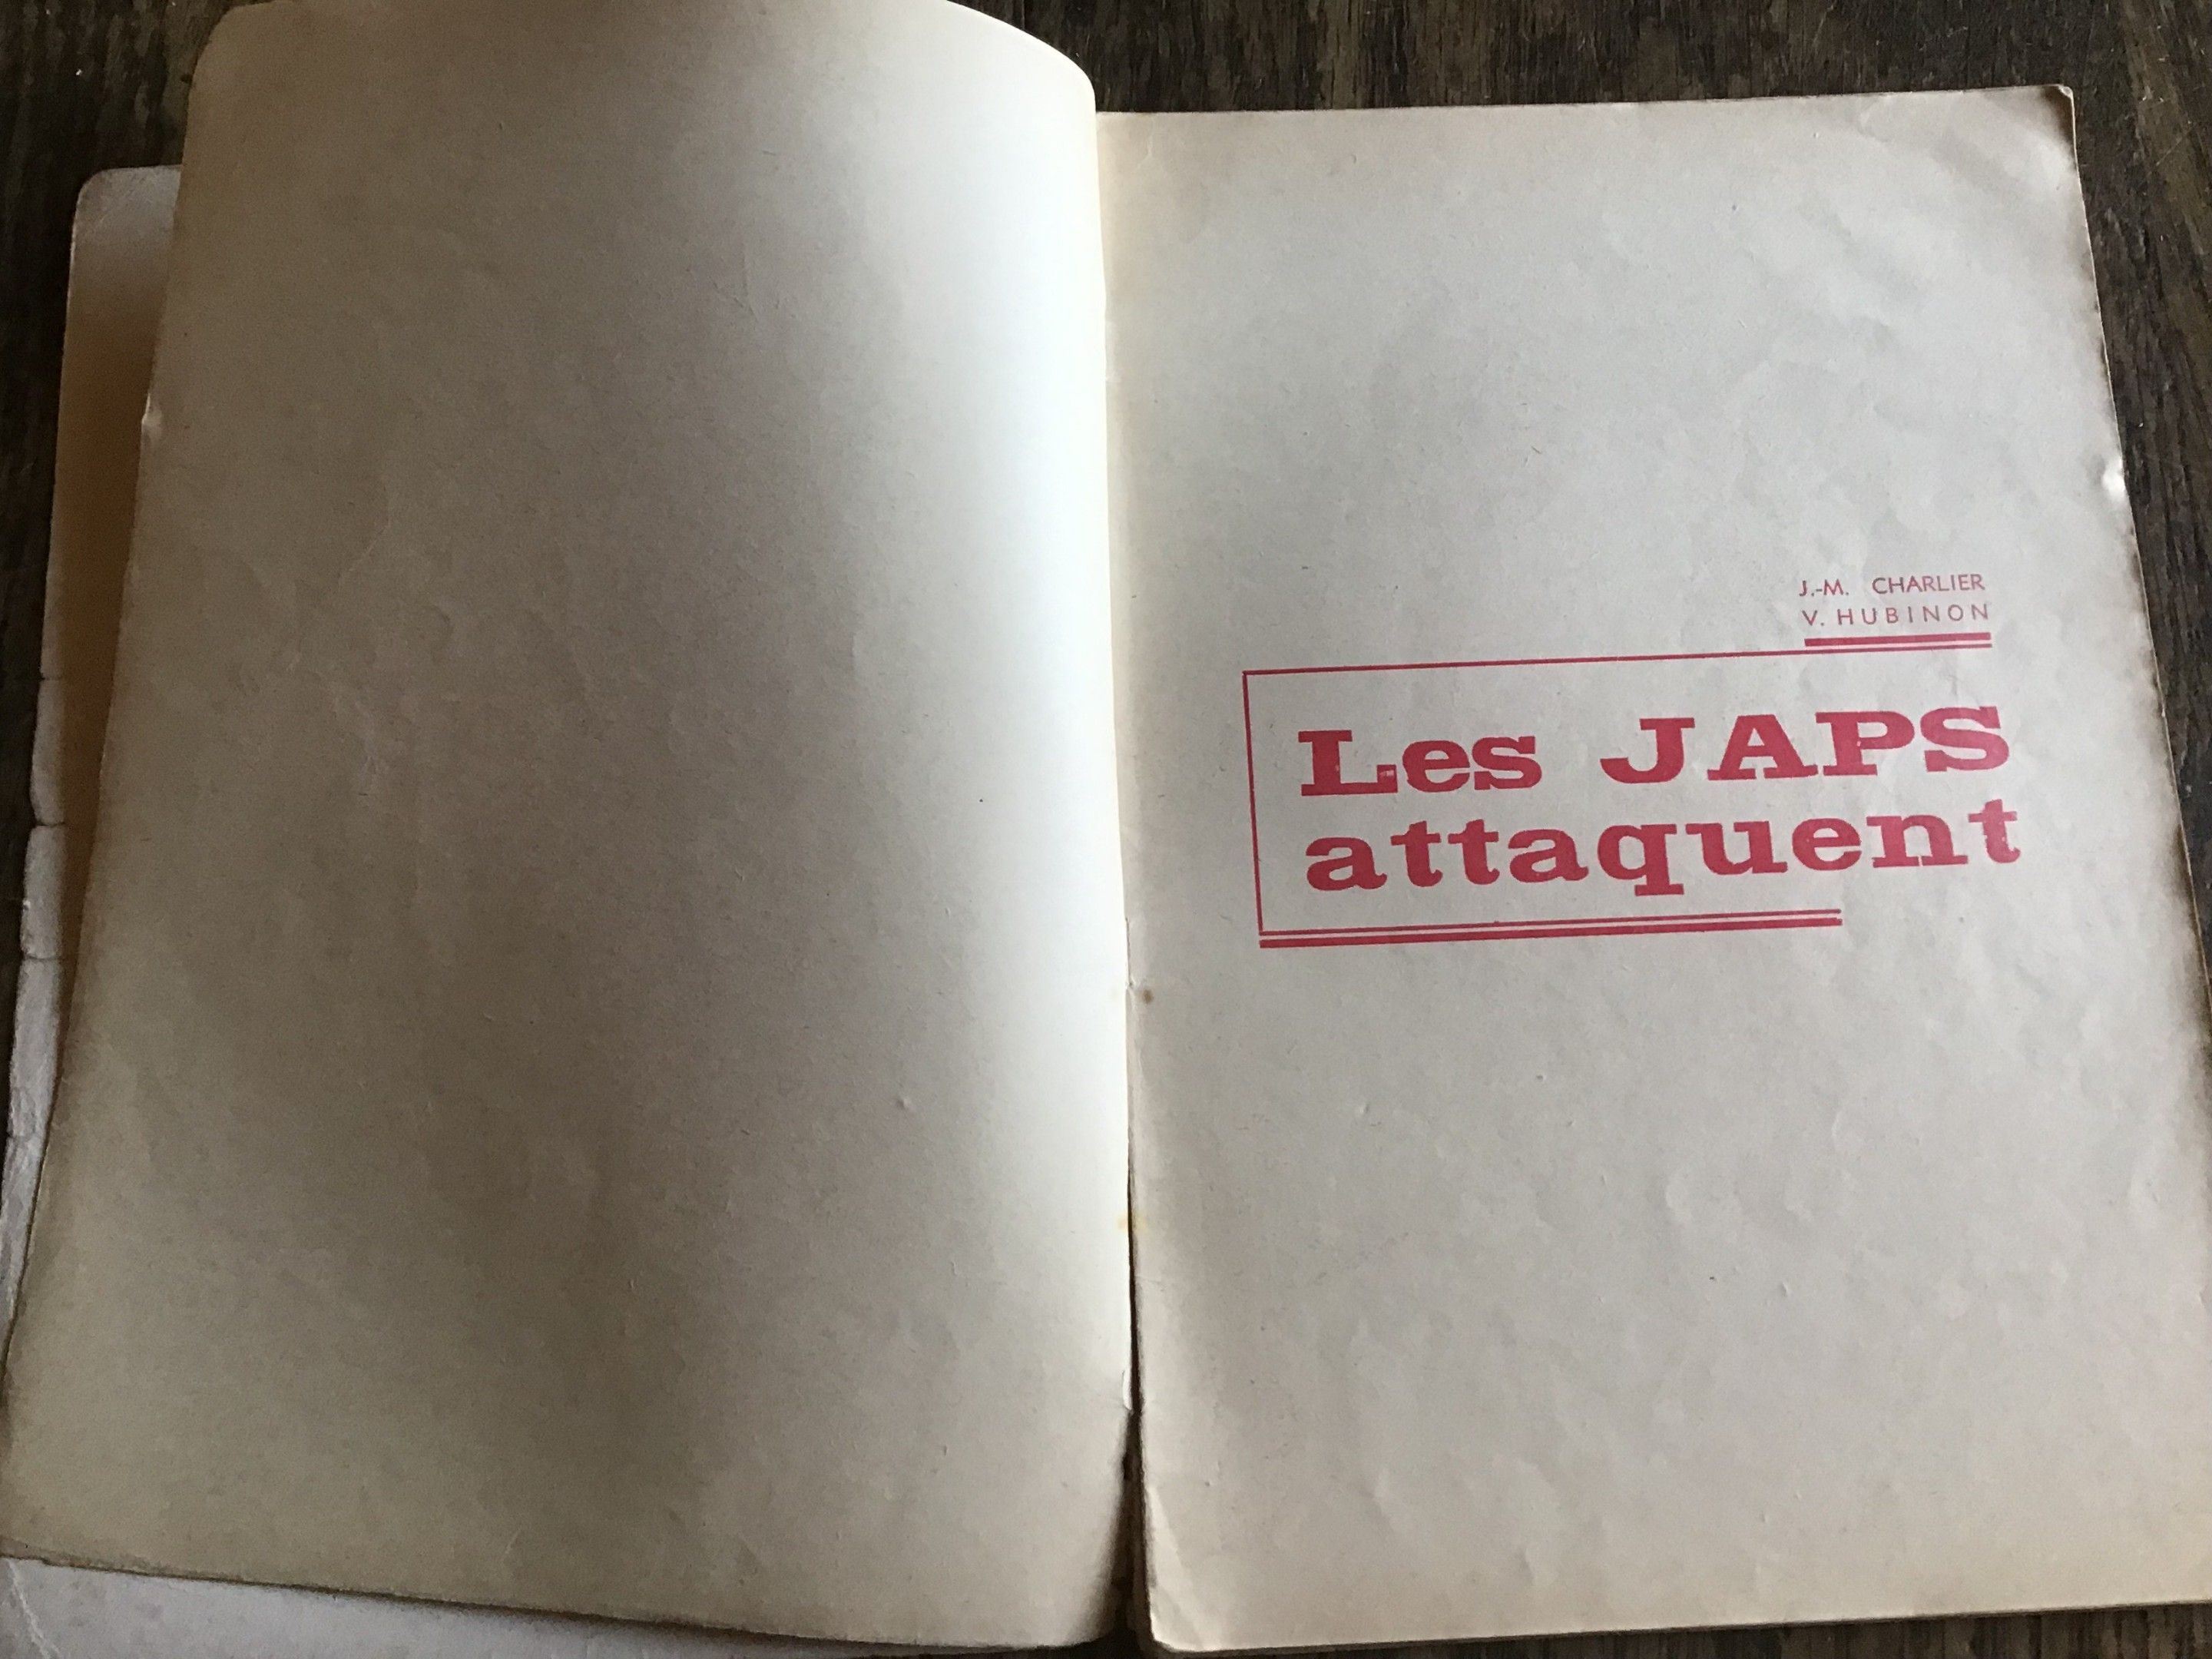 J.-M. CHARLIER
V. HUBINON
Les JAPS
attaquent